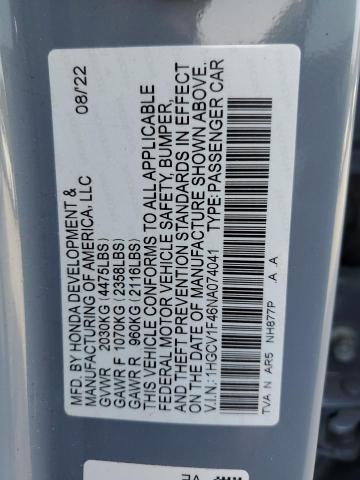 MFD. BY HONDA DEVELOPMENT & 08/22
MANUFACTURING OF AMERICA, LLC
GVWR 2030KG (4475LBS)
GAWR F 1070KG (2358LBS)
GAWR R 960KG (2116LBS)
THIS VEHICLE CONFORMS TO ALL APPLICABLE
FEDERAL MOTOR VEHICLE SAFETY, BUMPER,
AND THEFT PREVENTION STANDARDS IN EFFECT
ON THE DATE OF MANUFACTURE SHOWN ABOVE.
V.I.N.:1HGCV1F46NA074041 TYPE:PASSENGER CAR
TVA N AR5 NH877P A .A